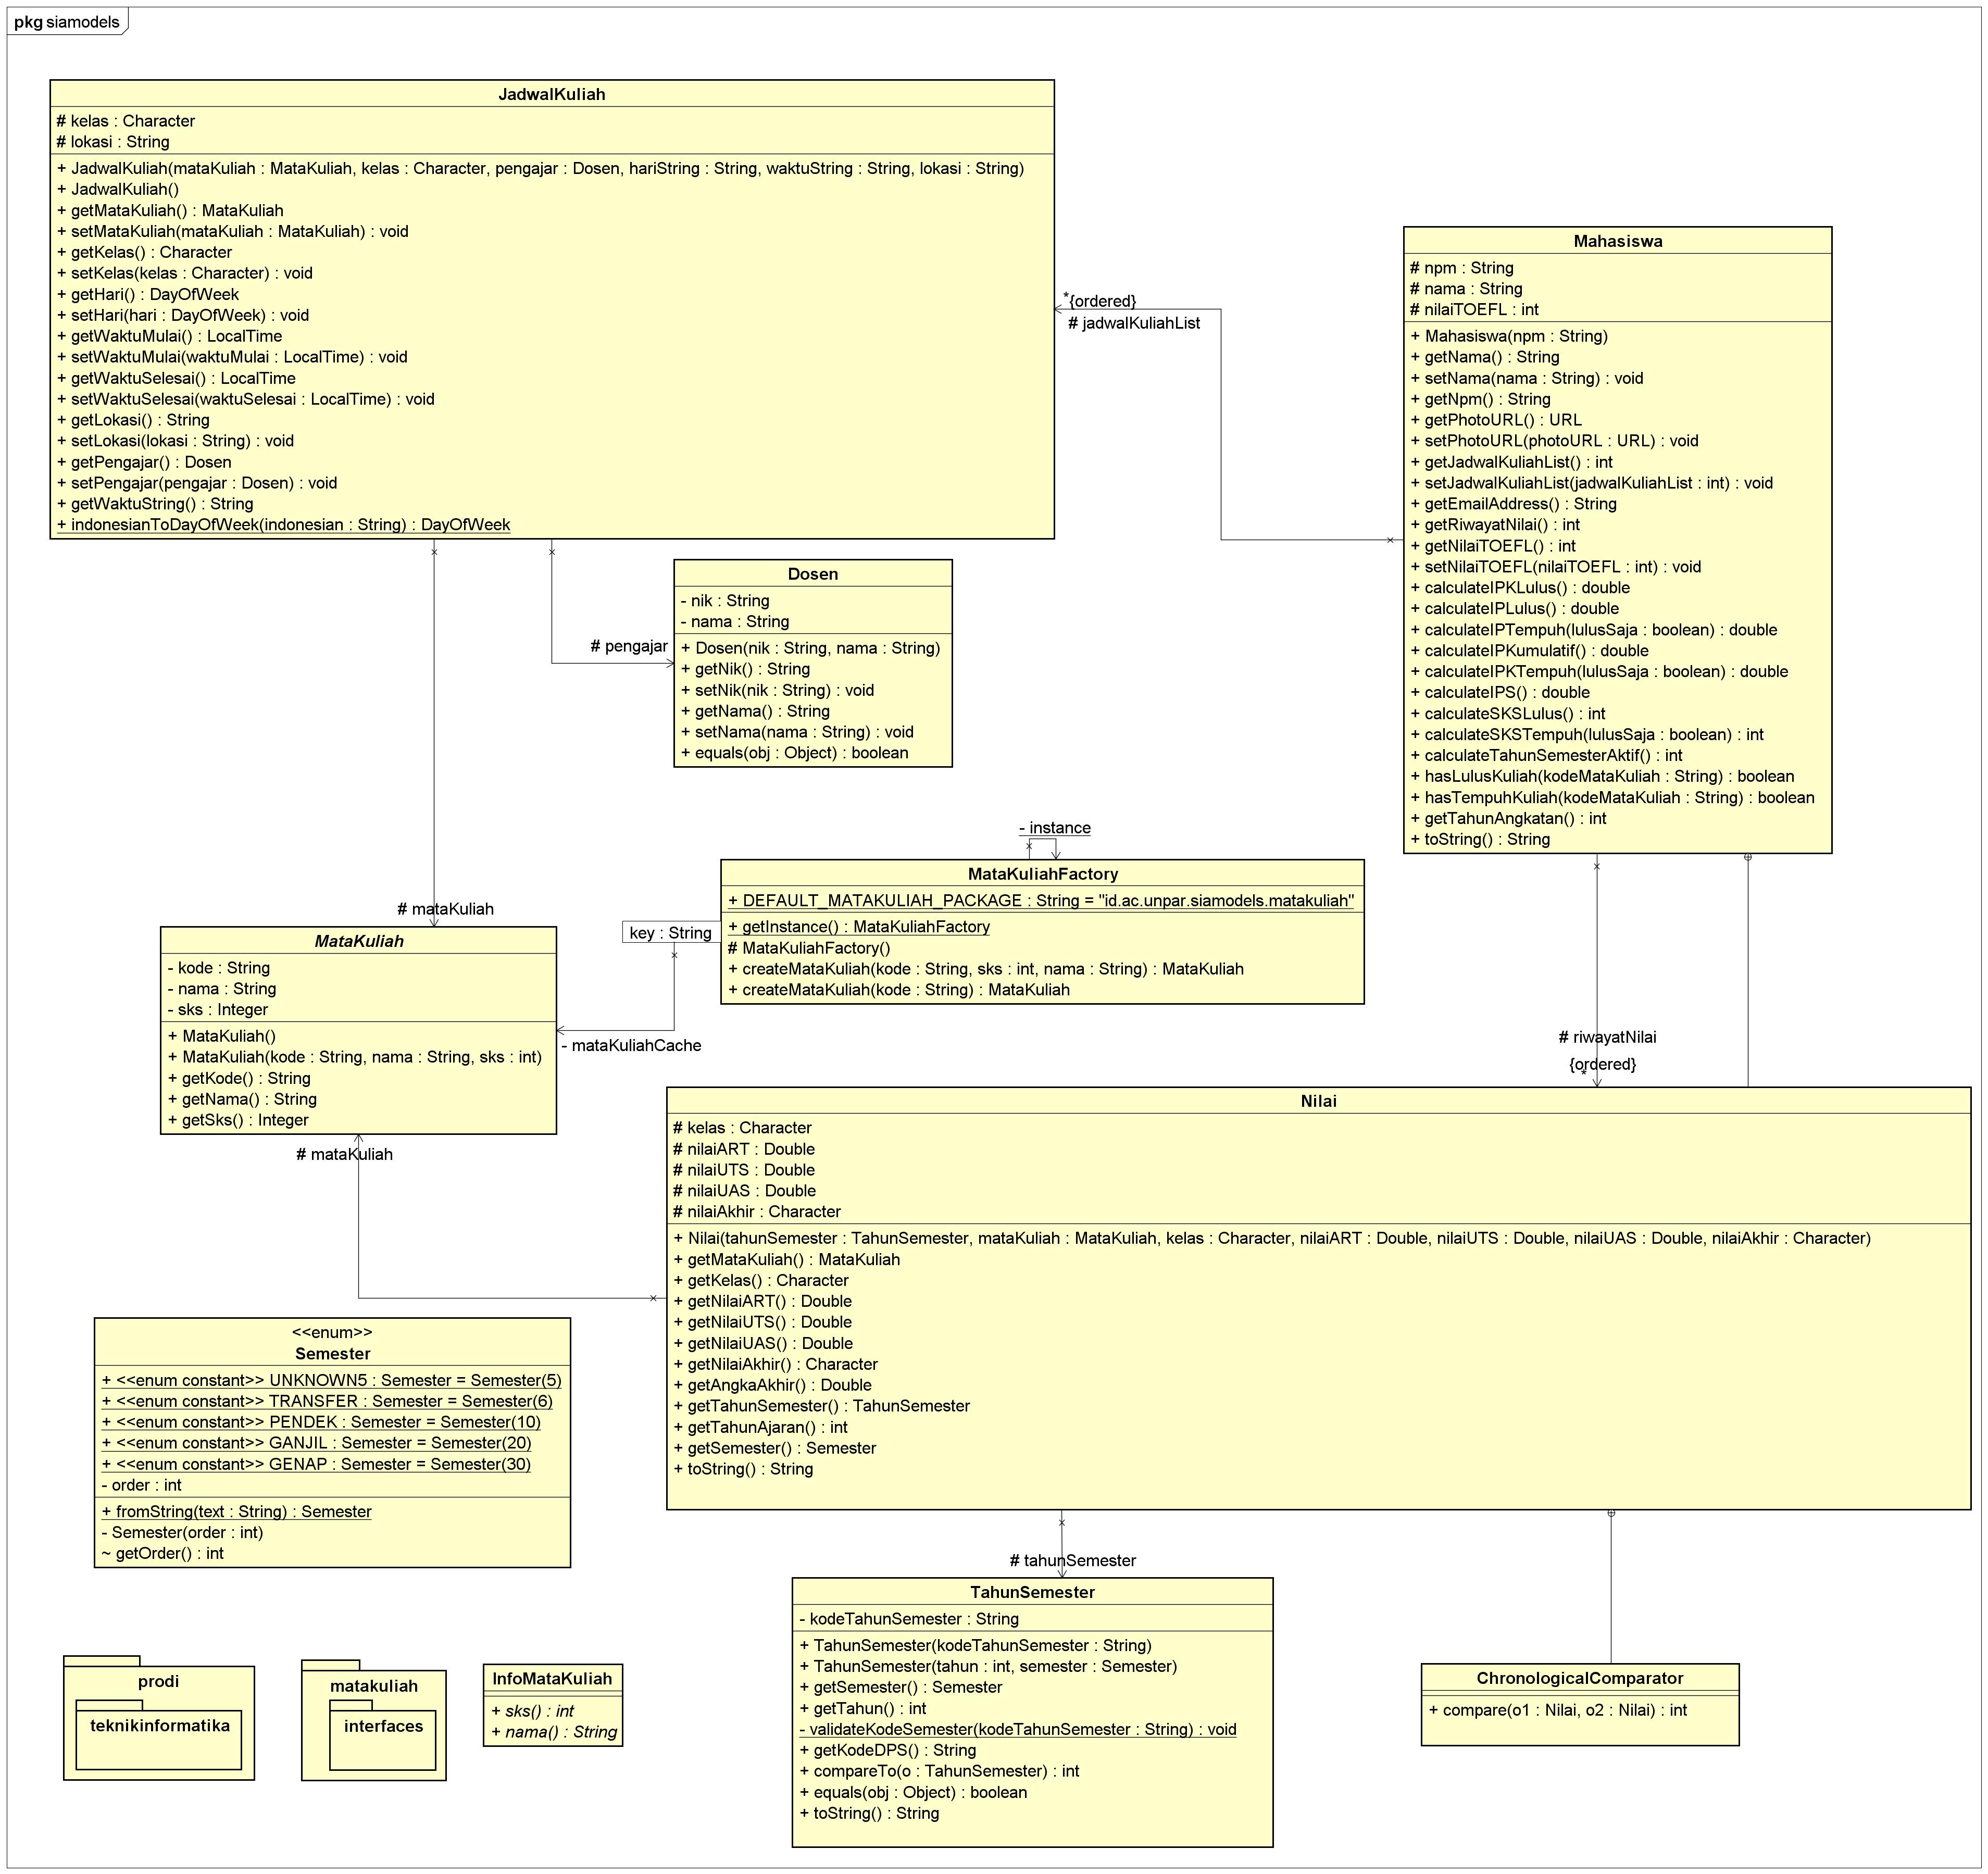 pkg siamodels
JadwalKuliah
# kelas : Character
# lokasi : String
+ JadwalKuliah(mataKuliah : MataKuliah, kelas : Character, pengajar : Dosen, hariString : String, waktuString : String, lokasi : String)
+ JadwalKuliah()
+ getMataKuliah() : MataKuliah
+ setMataKuliah(mataKuliah : MataKuliah) : void
+ getKelas() : Character
+ setKelas(kelas : Character) : void
+ getHari() : DayOfWeek
+ setHari(hari : DayOfWeek) : void
+ getWaktuMulai() : LocalTime
+ setWaktuMulai(waktuMulai : LocalTime) : void
+ getWaktuSelesai() : LocalTime
+ setWaktuSelesai(waktuSelesai : LocalTime) : void
+ getLokasi() : String
+ setLokasi(lokasi : String) : void
+ getPengajar() : Dosen
+ setPengajar(pengajar : Dosen) : void
+ getWaktuString() : String
+ indonesianToDayOfWeek(indonesian : String) : DayOfWeek
*{ordered}
# jadwalKuliahList
Mahasiswa
# npm : String
# nama : String
# nilaiTOEFL : int
+ Mahasiswa(npm : String)
+ getNama() : String
+ setNama(nama : String) : void
+ getNpm() : String
+ getPhotoURL() : URL
+ setPhotoURL(photoURL : URL) : void
+ getJadwalKuliahList() : int
+ setJadwalKuliahList(jadwalKuliahList : int) : void
+ getEmailAddress() : String
+ getRiwayatNilai() : int
+ getNilaiTOEFL() : int
+ setNilaiTOEFL(nilaiTOEFL : int) : void
+ calculateIPKLulus() : double
+ calculateIPLulus() : double
+ calculateIPTempuh(lulusSaja : boolean) : double
+ calculateIPKumulatif() : double
+ calculateIPKTempuh(lulusSaja : boolean) : double
+ calculateIPS() : double
+ calculateSKSLulus() : int
+ calculateSKSTempuh(lulusSaja : boolean) : int
+ calculateTahunSemesterAktif() : int
+ hasLulusKuliah(kodeMataKuliah : String) : boolean
+ hasTempuhKuliah(kodeMataKuliah : String) : boolean
+ getTahunAngkatan() : int
+ toString() : String
Dosen
- nik : String
- nama : String
+ Dosen(nik : String, nama : String)
+ getNik() : String
+ setNik(nik : String) : void
+ getNama() : String
+ setNama(nama : String) : void
+ equals(obj : Object) : boolean
# pengajar
- instance
MataKuliahFactory
+ DEFAULT_MATAKULIAH_PACKAGE : String = "id.ac.unpar.siamodels.matakuliah"
+ getInstance() : MataKuliahFactory
# MataKuliahFactory()
+ createMataKuliah(kode : String, sks : int, nama : String) : MataKuliah
+ createMataKuliah(kode : String) : MataKuliah
key : String
- mataKuliahCache
# mataKuliah
MataKuliah
- kode : String
- nama : String
- sks : Integer
+ MataKuliah()
+ MataKuliah(kode : String, nama : String, sks : int)
+ getKode() : String
+ getNama() : String
+ getSks() : Integer
# mataKuliah
# riwayatNilai
{ordered}
*
Nilai
# kelas : Character
# nilaiART : Double
# nilaiUTS : Double
# nilaiUAS : Double
# nilaiAkhir : Character
+ Nilai(tahunSemester : TahunSemester, mataKuliah : MataKuliah, kelas : Character, nilaiART : Double, nilaiUTS : Double, nilaiUAS : Double, nilaiAkhir : Character)
+ getMataKuliah() : MataKuliah
+ getKelas() : Character
+ getNilaiART() : Double
+ getNilaiUTS() : Double
+ getNilaiUAS() : Double
+ getNilaiAkhir() : Character
+ getAngkaAkhir() : Double
+ getTahunSemester() : TahunSemester
+ getTahunAjaran() : int
+ getSemester() : Semester
+ toString() : String
<<enum>>
Semester
+ <<enum constant>> UNKNOWN5 : Semester = Semester(5)
+ <<enum constant>> TRANSFER : Semester = Semester(6)
+ <<enum constant>> PENDEK : Semester = Semester(10)
+ <<enum constant>> GANJIL : Semester = Semester(20)
+ <<enum constant>> GENAP : Semester = Semester(30)
- order : int
+ fromString(text : String) : Semester
- Semester(order : int)
~ getOrder() : int
# tahunSemester
TahunSemester
- kodeTahunSemester : String
+ TahunSemester(kodeTahunSemester : String)
+ TahunSemester(tahun : int, semester : Semester)
+ getSemester() : Semester
+ getTahun() : int
- validateKodeSemester(kodeTahunSemester : String) : void
+ getKodeDPS() : String
+ compareTo(o : TahunSemester) : int
+ equals(obj : Object) : boolean
+ toString() : String
ChronologicalComparator
+ compare(o1 : Nilai, o2 : Nilai) : int
prodi
teknikinformatika
matakuliah
interfaces
InfoMataKuliah
+ sks() : int
+ nama() : String